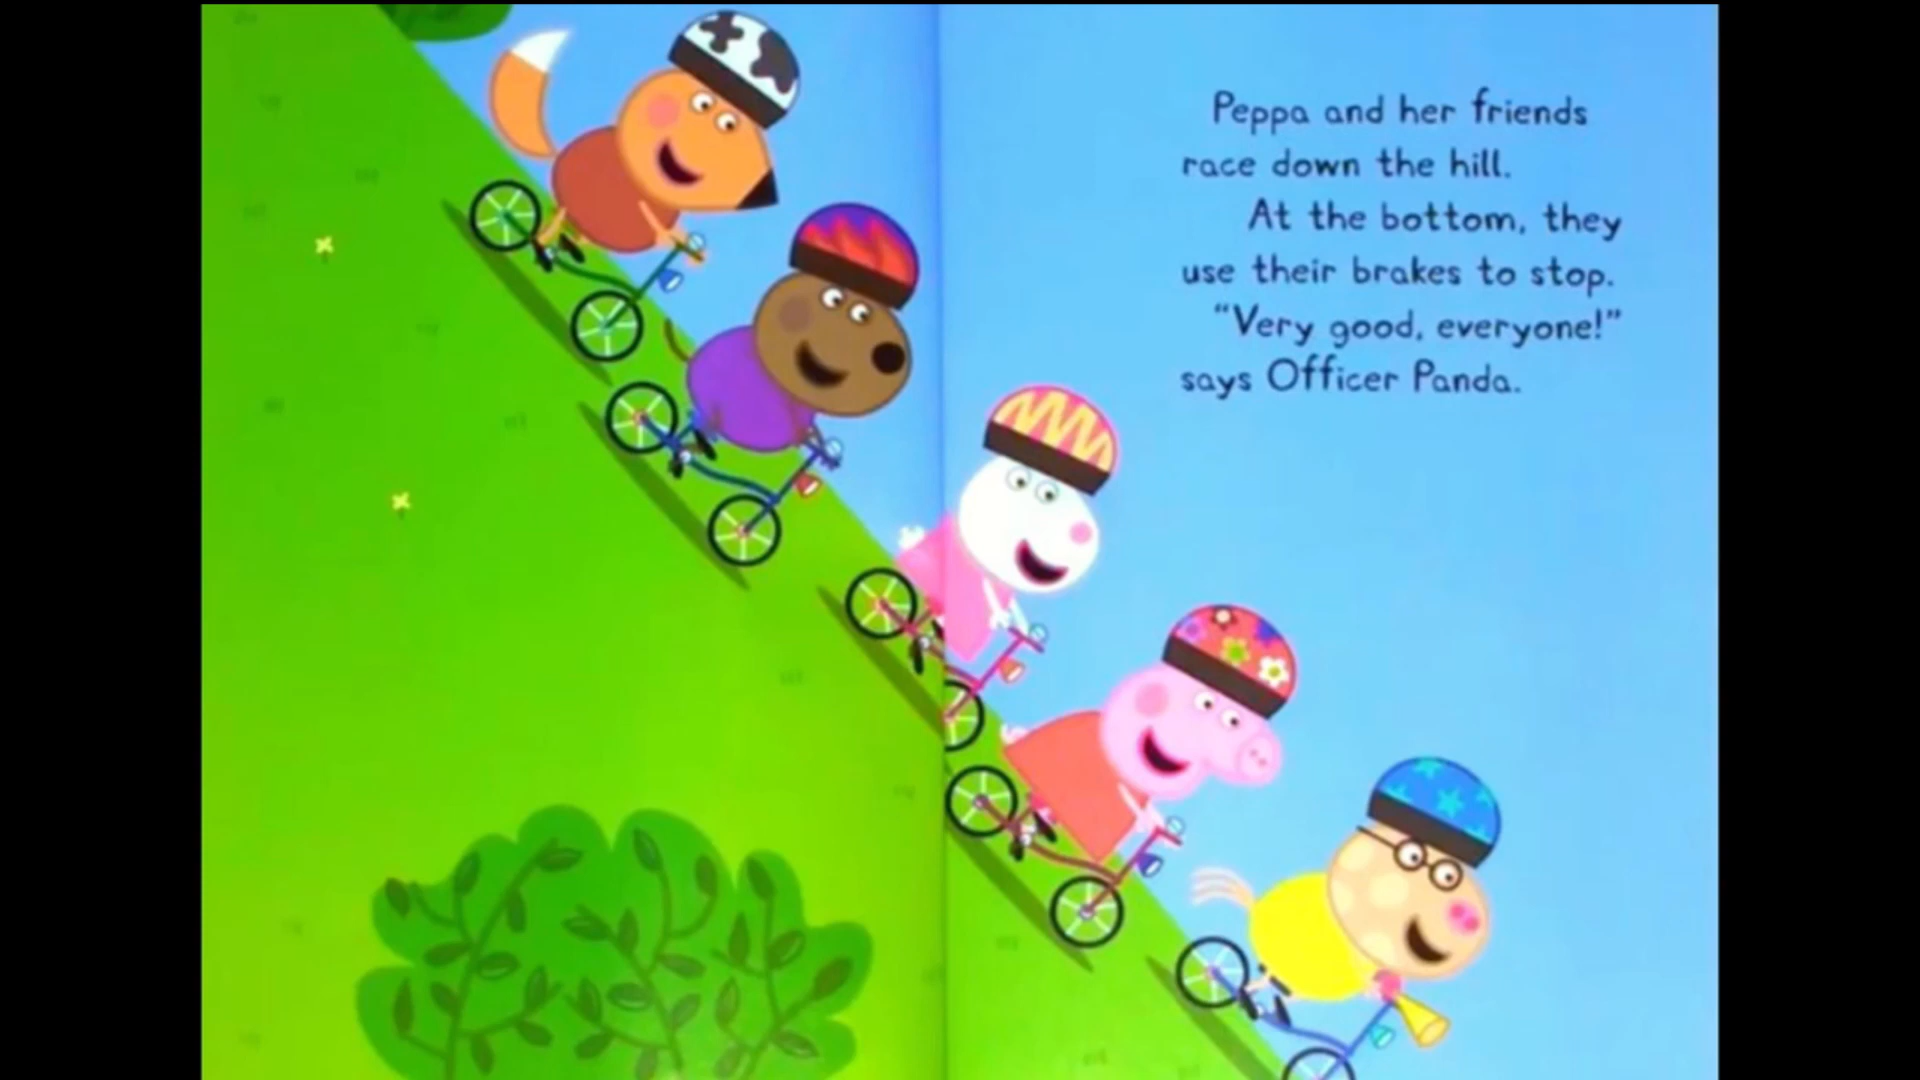 Peppa and her friends
race down the hill.
At the bottom, they
use their brakes to stop.
“Very good, everyone!”
says Officer Panda.